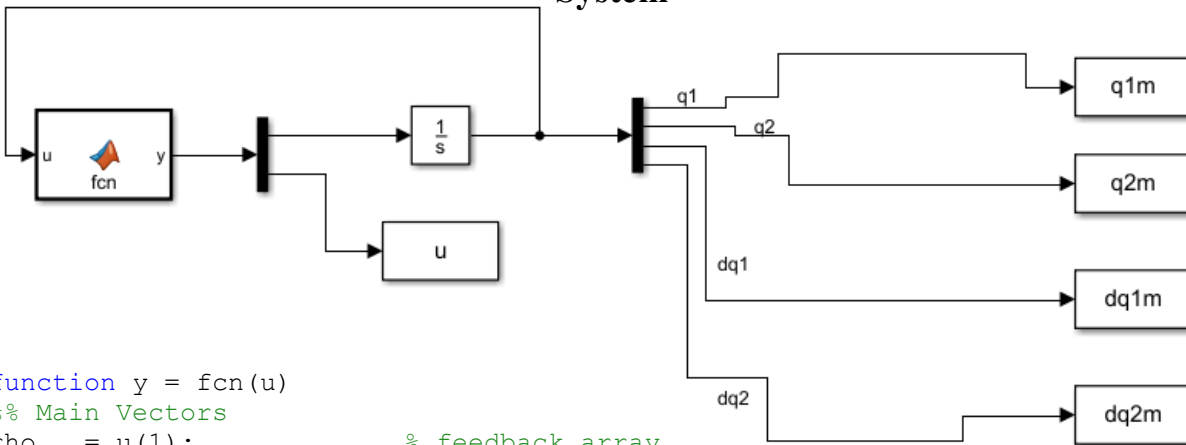 System
u
fcn
y
1
s
u
q1
q2
dq1
dq2
q1m
q2m
dq1m
dq2m
function y = fcn(u)
%% Main Vectors
= u(1); % feedback array